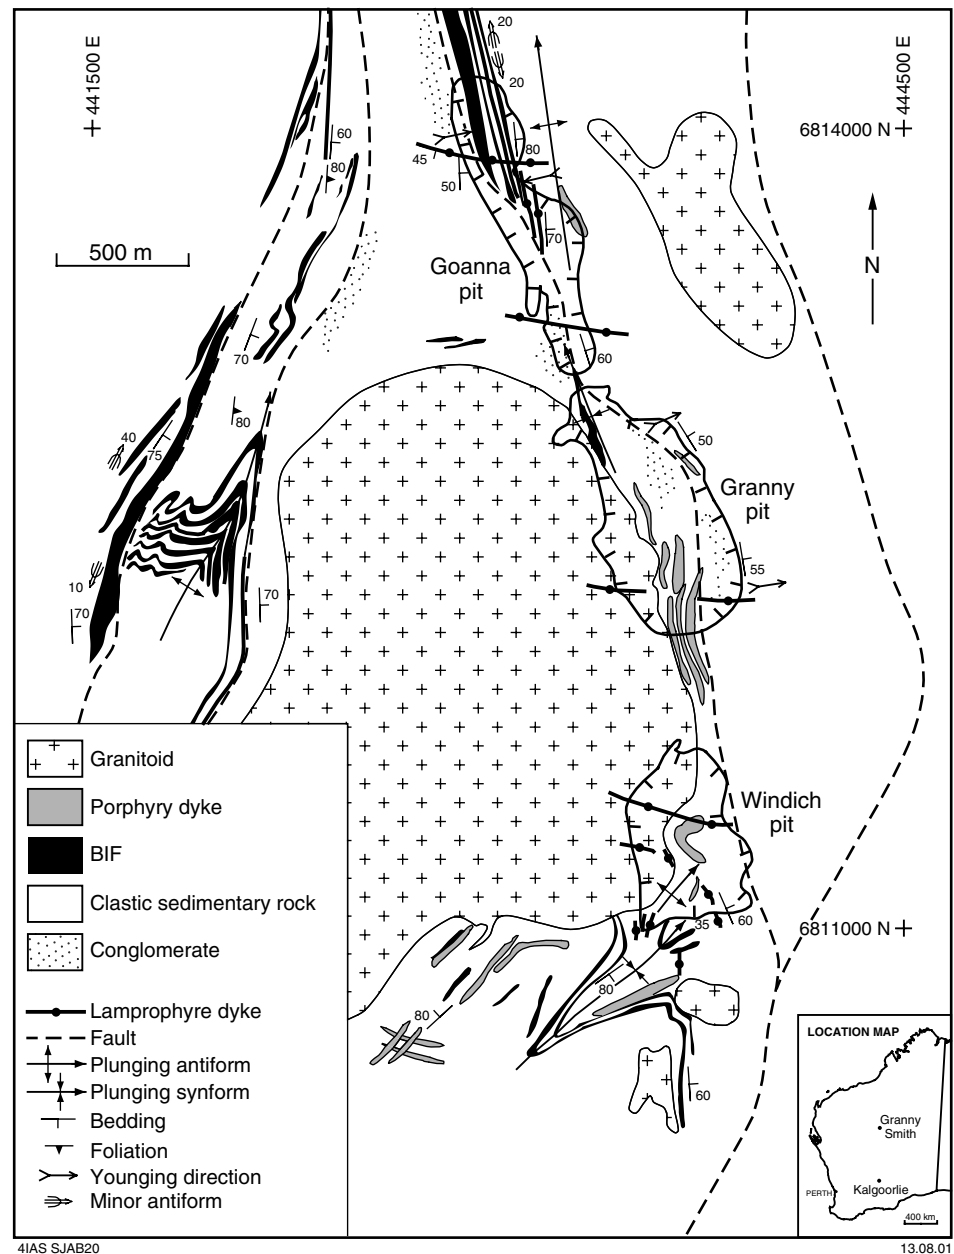 441500 E
444500 E
6814000 N
20
20
60
80
45
50
80
70
500 m
N
Goanna
pit
70
60
80
40
75
50
Granny
pit
55
10
70
70
Windich
pit
35
60
6811000 N
80
80
60
Granitoid
Porphyry dyke
BIF
Clastic sedimentary rock
Conglomerate
Lamprophyre dyke
Fault
Plunging antiform
Plunging synform
Bedding
Foliation
Younging direction
Minor antiform
LOCATION MAP
Granny
Smith
PERTH
Kalgoorlie
400 km
4IAS SJAB20
13.08.01